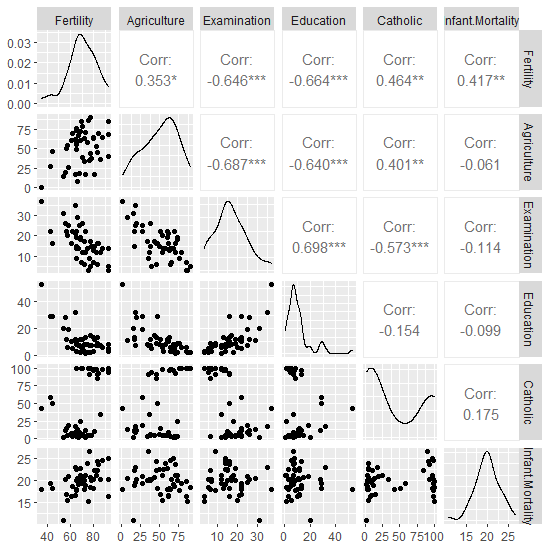 Fertility Agriculture Examination Education Catholic Infant.Mortality
0.03
0.02
0.01
0.00
Corr:
0.353*
Corr:
-0.646***
Corr:
-0.664***
Corr:
0.464**
Corr:
0.417**
Fertility
75
50
25
0
Corr:
-0.687***
Corr:
-0.640***
Corr:
0.401**
Corr:
-0.061
Agriculture
30
20
10
Corr:
0.698***
Corr:
-0.573***
Corr:
-0.114
Examination
40
20
0
Corr:
-0.154
Corr:
-0.099
Education
100
75
50
25
0
Corr:
0.175
Catholic
25
20
15
Infant.Mortality
40 60 80 0 25 50 75 10 20 30 0 20 40 0 25 50 75 100 15 20 25